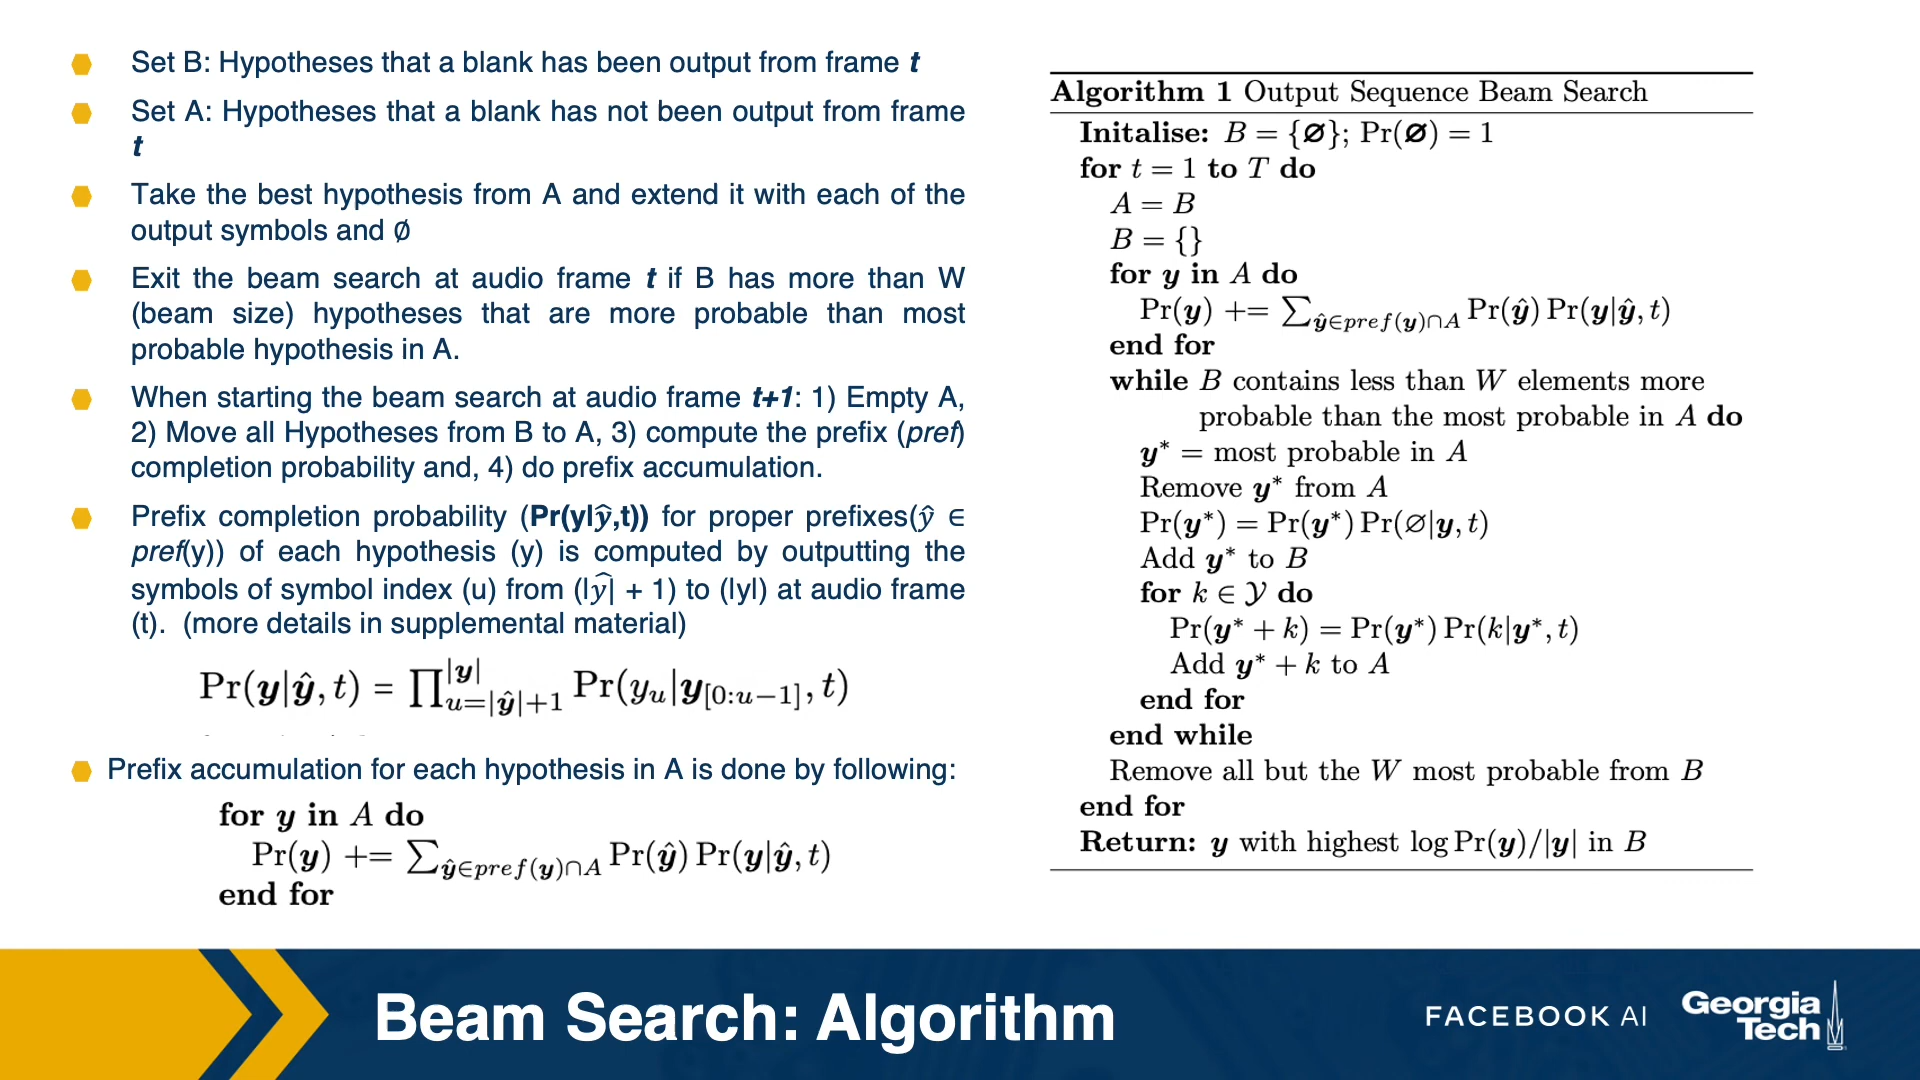 Set B: Hypotheses that a blank has been output from frame t
Set A: Hypotheses that a blank has not been output from frame
t
Take the best hypothesis from A and extend it with each of the
output symbols and ∅
Exit the beam search at audio frame t if B has more than W
(beam size) hypotheses that are more probable than most
probable hypothesis in A.
When starting the beam search at audio frame t+1: 1) Empty A,
2) Move all Hypotheses from B to A, 3) compute the prefix (pref)
completion probability and, 4) do prefix accumulation.
Prefix completion probability (Pr(y|ŷ,t)) for proper prefixes(ŷ ∈
pref(y)) of each hypothesis (y) is computed by outputting the
symbols of symbol index (u) from (|ŷ| + 1) to (|y|) at audio frame
(t). (more details in supplemental material)
Pr(y|ŷ, t) = ∏_{u=|ŷ|+1}^{|y|} Pr(y_u|y_{[0:u−1]}, t)
Prefix accumulation for each hypothesis in A is done by following:
for y in A do
Pr(y) += ∑_{ŷ∈pref(y)∩A} Pr(ŷ) Pr(y|ŷ, t)
end for
Algorithm 1 Output Sequence Beam Search
Initalise: B = {∅}; Pr(∅) = 1
for t = 1 to T do
A = B
B = {}
for y in A do
Pr(y) += ∑_{ŷ∈pref(y)∩A} Pr(ŷ) Pr(y|ŷ, t)
end for
while B contains less than W elements more
probable than the most probable in A do
y* = most probable in A
Remove y* from A
Pr(y*) = Pr(y*) Pr(∅|y, t)
Add y* to B
for k ∈ 𝒴 do
Pr(y* + k) = Pr(y*) Pr(k|y*, t)
Add y* + k to A
end for
end while
Remove all but the W most probable from B
end for
Return: y with highest log Pr(y)/|y| in B
Beam Search: Algorithm
FACEBOOK AI
Georgia
Tech